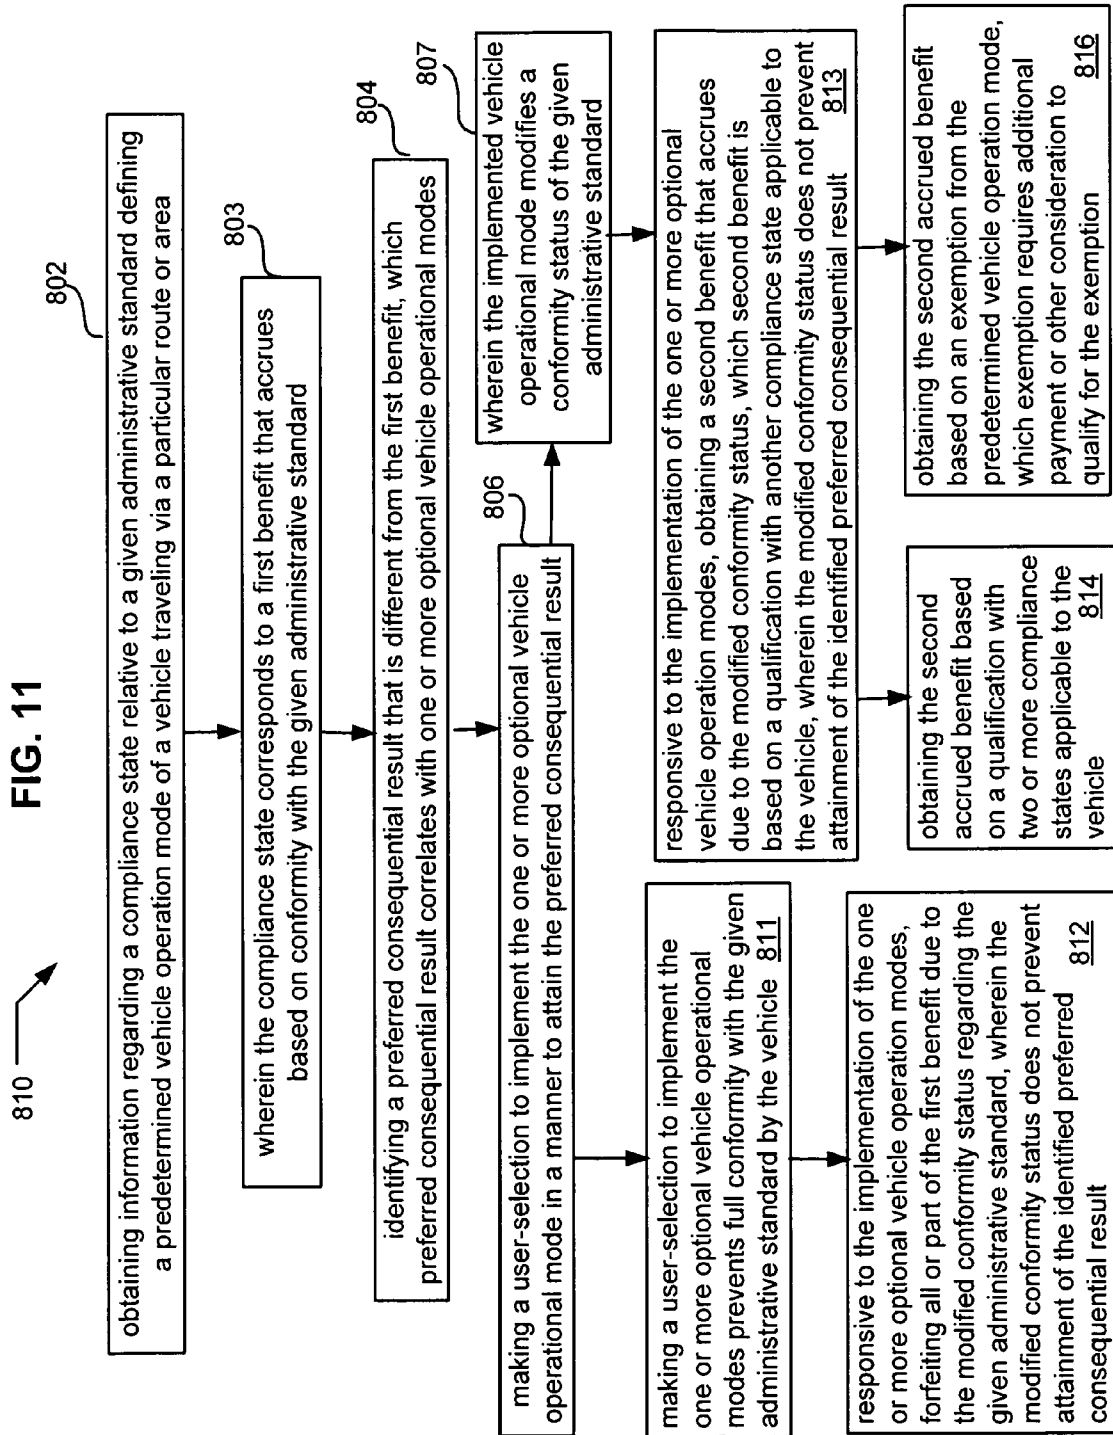 FIG. 11
810
802
obtaining information regarding a compliance state relative to a given administrative standard defining
a predetermined vehicle operation mode of a vehicle traveling via a particular route or area
803
wherein the compliance state corresponds to a first benefit that accrues
based on conformity with the given administrative standard
804
identifying a preferred consequential result that is different from the first benefit, which
preferred consequential result correlates with one or more optional vehicle operational modes
806
making a user-selection to implement the one or more optional vehicle
operational mode in a manner to attain the preferred consequential result
807
wherein the implemented vehicle
operational mode modifies a
conformity status of the given
administrative standard
making a user-selection to implement the
one or more optional vehicle operational
modes prevents full conformity with the given
administrative standard by the vehicle 811
responsive to the implementation of the one
or more optional vehicle operation modes,
forfeiting all or part of the first benefit due to
the modified conformity status regarding the
given administrative standard, wherein the
modified conformity status does not prevent
attainment of the identified preferred
consequential result 812
responsive to the implementation of the one or more optional
vehicle operation modes, obtaining a second benefit that accrues
due to the modified conformity status, which second benefit is
based on a qualification with another compliance state applicable to
the vehicle, wherein the modified conformity status does not prevent
attainment of the identified preferred consequential result 813
obtaining the second
accrued benefit based
on a qualification with
two or more compliance
states applicable to the
vehicle 814
obtaining the second accrued benefit
based on an exemption from the
predetermined vehicle operation mode,
which exemption requires additional
payment or other consideration to
qualify for the exemption 816